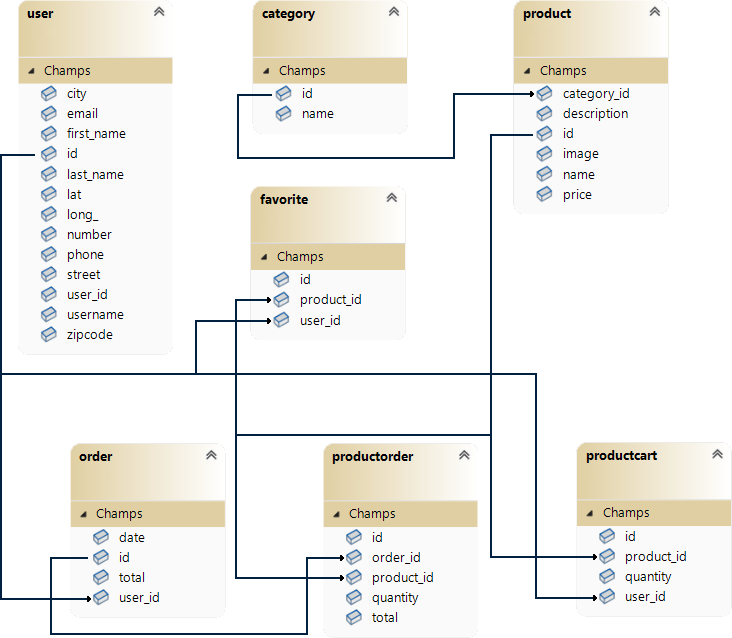 user
Champs
city
email
first_name
id
last_name
lat
long_
number
phone
street
user_id
username
zipcode
category
Champs
id
name
product
Champs
category_id
description
id
image
name
price
favorite
Champs
id
product_id
user_id
order
Champs
date
id
total
user_id
productorder
Champs
id
order_id
product_id
quantity
total
productcart
Champs
id
product_id
quantity
user_id